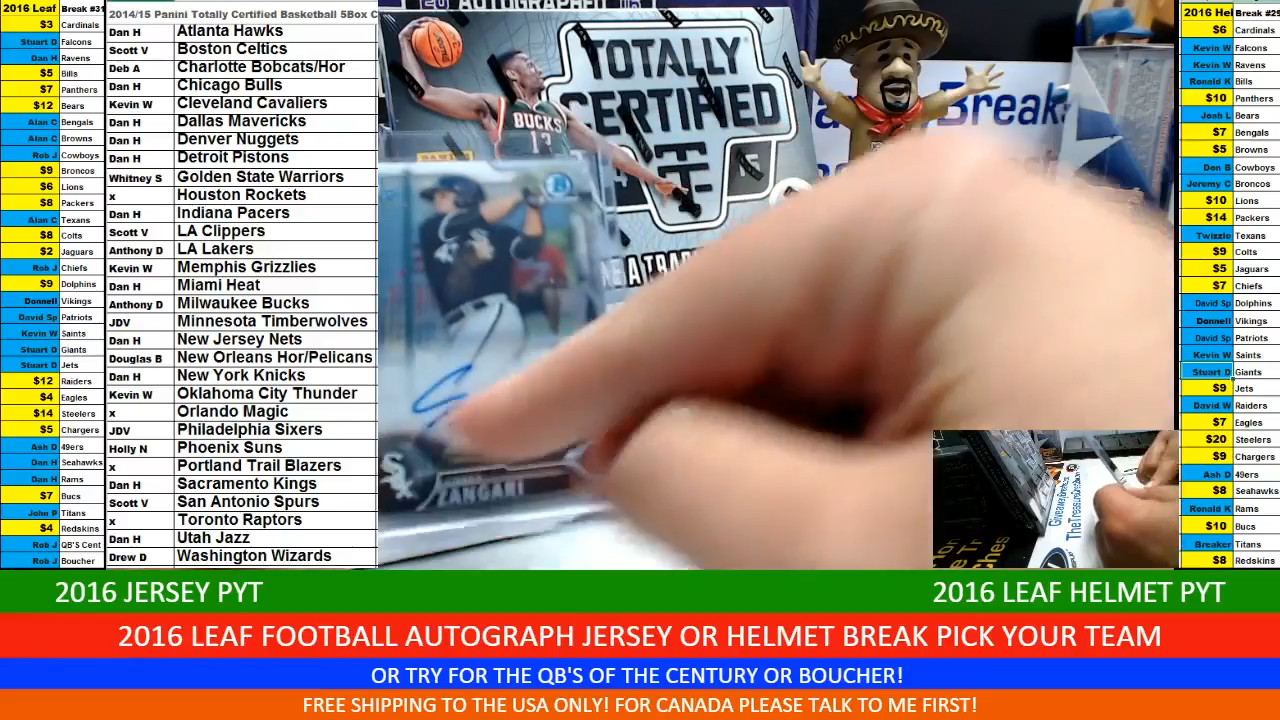 2016 Leaf Break #31
$3 Cardinals
Stuart D Falcons
Dan H Ravens
$5 Bills
$7 Panthers
$12 Bears
Alan C Bengals
Alan C Browns
Rob J Cowboys
$9 Broncos
$6 Lions
$8 Packers
Alan C Texans
$8 Colts
$2 Jaguars
Rob J Chiefs
$9 Dolphins
Donnell Vikings
David Sp Patriots
Kevin W Saints
Stuart D Giants
Stuart D Jets
$12 Raiders
$4 Eagles
$14 Steelers
$5 Chargers
Ash D 49ers
Dan H Seahawks
Dan H Rams
$7 Bucs
John P Titans
$4 Redskins
Rob J QB'S Cent
Rob J Boucher
2014/15 Panini Totally Certified Basketball 5Box C
Dan H Atlanta Hawks
Scott V Boston Celtics
Deb A Charlotte Bobcats/Hor
Dan H Chicago Bulls
Kevin W Cleveland Cavaliers
Dan H Dallas Mavericks
Dan H Denver Nuggets
Dan H Detroit Pistons
Whitney S Golden State Warriors
x Houston Rockets
Dan H Indiana Pacers
Scott V LA Clippers
Anthony D LA Lakers
Kevin W Memphis Grizzlies
Dan H Miami Heat
Anthony D Milwaukee Bucks
JDV Minnesota Timberwolves
Dan H New Jersey Nets
Douglas B New Orleans Hor/Pelicans
Dan H New York Knicks
Kevin W Oklahoma City Thunder
x Orlando Magic
JDV Philadelphia Sixers
Holly N Phoenix Suns
x Portland Trail Blazers
Dan H Sacramento Kings
Scott V San Antonio Spurs
x Toronto Raptors
Dan H Utah Jazz
Drew D Washington Wizards
AUTOGRAPHED
TOTALLY
CERTIFIED
BUCKS
13
Breaks
ZANGARI
2016 Hel Break #29
$6 Cardinals
Kevin W Falcons
Kevin W Ravens
Ronald K Bills
$10 Panthers
Josh L Bears
$7 Bengals
$5 Browns
Don B Cowboys
Jeremy C Broncos
$10 Lions
$14 Packers
Twizzle Texans
$9 Colts
$5 Jaguars
$7 Chiefs
David Sp Dolphins
Donnell Vikings
David Sp Patriots
Kevin W Saints
Stuart D Giants
$9 Jets
David W Raiders
$7 Eagles
$20 Steelers
$9 Chargers
Ash D 49ers
$8 Seahawks
Ronald K Rams
$10 Bucs
Breaker Titans
$8 Redskins
2016 JERSEY PYT
2016 LEAF HELMET PYT
2016 LEAF FOOTBALL AUTOGRAPH JERSEY OR HELMET BREAK PICK YOUR TEAM
OR TRY FOR THE QB'S OF THE CENTURY OR BOUCHER!
FREE SHIPPING TO THE USA ONLY! FOR CANADA PLEASE TALK TO ME FIRST!